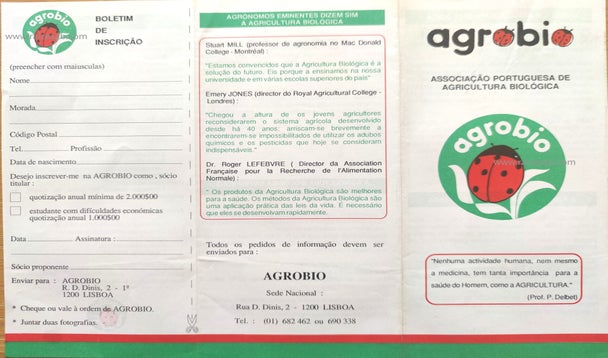 agrobio
BOLETIM
DE
INSCRIÇÃO
(preencher com maiusculas)
Nome
Morada
Código Postal
Tel. Profissão
Data de nascimento
Desejo inscrever-me na AGROBIO como , sócio
titular :
quotização anual mínima de 2.000$00
estudante com dificuldades económicas
quotização anual 1.000$00
Data Assinatura :
Sócio proponente
Enviar para : AGROBIO
R. D. Dinis, 2 - 1º
1200 LISBOA
* Cheque ou vale à ordem de AGROBIO.
* Juntar duas fotografias.
AGRÓNOMOS EMINENTES DIZEM SIM
À AGRICULTURA BIOLÓGICA
Stuart MILL (professor de agronomia no Mac Donald
College - Montréal) :
"Estamos convencidos que a Agricultura Biológica é a
solução do futuro. Eis porque a ensinamos na nossa
universidade e em várias escolas superiores do país"
Emery JONES (director do Royal Agricultural College -
Londres) :
"Chegou a altura de os jovens agricultores
reconsiderarem o sistema agrícola desenvolvido
desde há 40 anos: arriscam-se brevemente a
encontrarem-se impossibilitados de utilizar os adubos
químicos e os pesticidas que hoje se consideram
indispensáveis."
Dr. Roger LEFEBVRE ( Director da Association
Française pour la Recherche de l'Alimentation
Normale) :
" Os produtos da Agricultura Biológica são melhores
para a saúde. Os métodos da Agricultura Biológica são
uma aplicação prática das leis da vida. É necessário
que eles se desenvolvam rapidamente.
Todos os pedidos de informação devem ser
enviados para :
AGROBIO
Sede Nacional :
Rua D. Dinis, 2 - 1200 LISBOA
Tel. : (01) 682 462 ou 690 338
agrobio
ASSOCIAÇÃO PORTUGUESA DE
AGRICULTURA BIOLÓGICA
agrobio
"Nenhuma actividade humana, nem mesmo
a medicina, tem tanta importância para a
saúde do Homem, como a AGRICULTURA."
(Prof. P. Delbet)